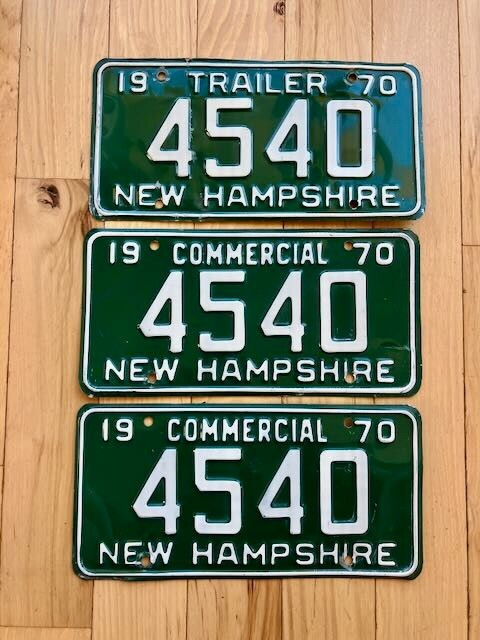 19 TRAILER 70
4540
NEW HAMPSHIRE
19 COMMERCIAL 70
4540
NEW HAMPSHIRE
19 COMMERCIAL 70
4540
NEW HAMPSHIRE